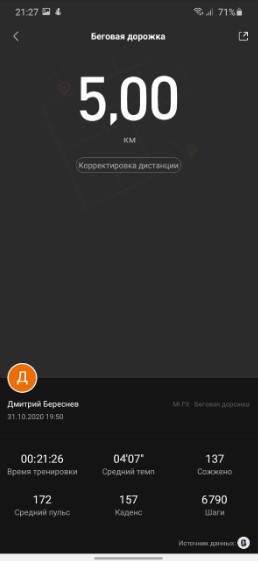 21:27 71%
Беговая дорожка
5,00
км
Корректировка дистанции
Д
Дмитрий Береснев
Mi Fit · Беговая дорожка
31.10.2020 19:50
00:21:26 04'07" 137
Время тренировки Средний темп Сожжено
172 157 6790
Средний пульс Каденс Шаги
Источник данных: